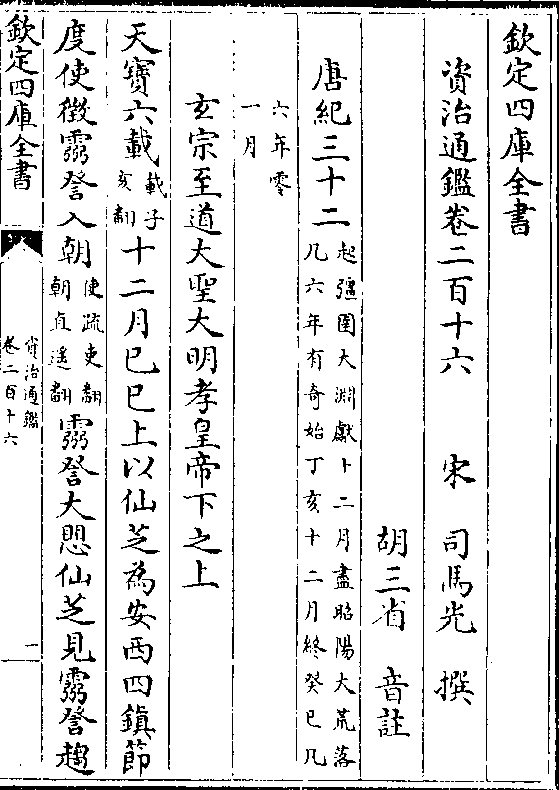 欽定四庫全書
資治通鑑卷二百十六
宋 司馬光 撰
胡三省 音註
唐紀三十二
起彊圉大淵獻十二月盡昭陽大荒落
凡六年有奇始丁亥十二月終癸巳凡
六年零
一月
玄宗至道大聖大明孝皇帝下之上
天寶六載
載子
亥翻
十二月己巳上以仙芝為安西四鎮節
度使徵靈詧入朝
使疏吏翻
朝直遥翻
靈詧大懼仙芝見靈詧趨
欽定四庫全書
資治通鑑
卷二百十六
一